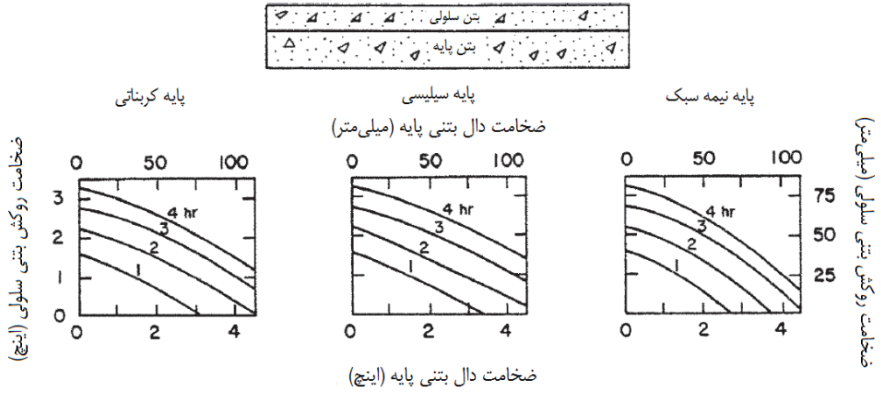 بتن سلولی
بتن پایه
پایه کربناتی
پایه سیلیسی
پایه نیمه سبک
ضخامت دال بتنی پایه (میلی‌متر)
0 50 100
0 50 100
0 50 100
ضخامت روکش بتنی سلولی (اینچ)
3
2
1
0
4 hr
3
2
1
4 hr
3
2
1
4 hr
3
2
1
75
50
25
ضخامت روکش بتنی سلولی (میلی‌متر)
0 2 4
0 2 4
0 2 4
ضخامت دال بتنی پایه (اینچ)